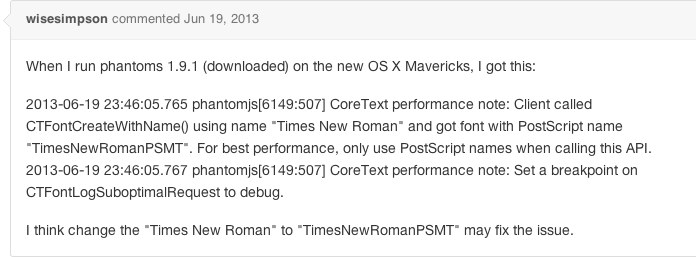 wisesimpson commented Jun 19, 2013
When I run phantoms 1.9.1 (downloaded) on the new OS X Mavericks, I got this:
2013-06-19 23:46:05.765 phantomjs[6149:507] CoreText performance note: Client called
CTFontCreateWithName() using name "Times New Roman" and got font with PostScript name
"TimesNewRomanPSMT". For best performance, only use PostScript names when calling this API.
2013-06-19 23:46:05.767 phantomjs[6149:507] CoreText performance note: Set a breakpoint on
CTFontLogSuboptimalRequest to debug.
I think change the "Times New Roman" to "TimesNewRomanPSMT" may fix the issue.